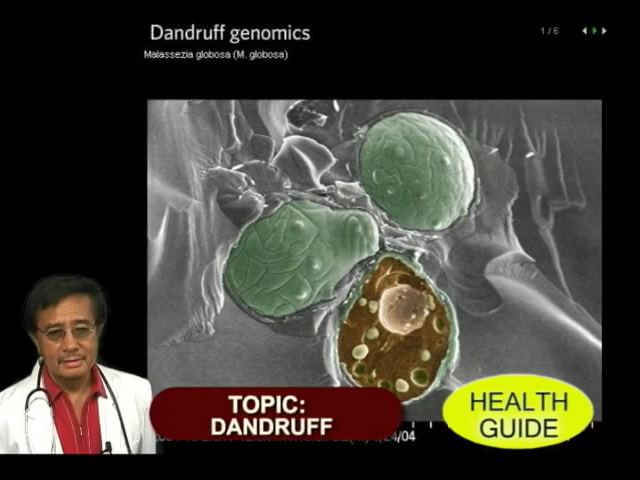 Dandruff genomics
1/6
Malassezia globosa (M. globosa)
TOPIC:
DANDRUFF
HEALTH
GUIDE